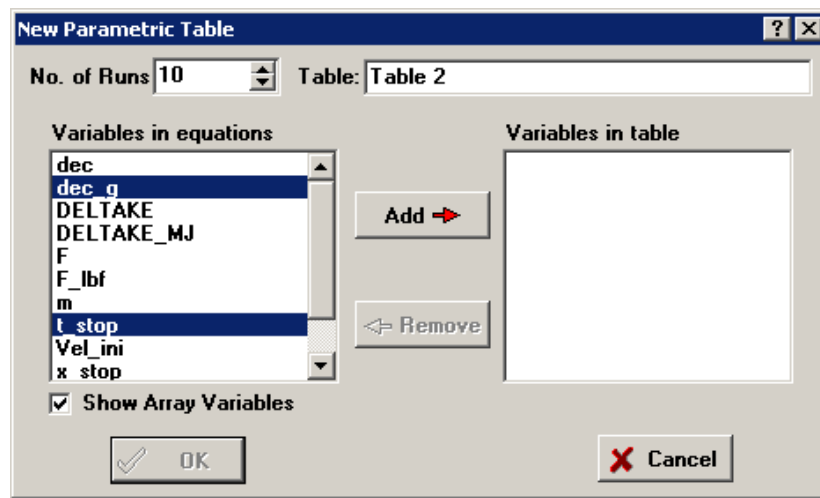 New Parametric Table
No. of Runs 10 Table: Table 2
Variables in equations Variables in table
dec
dec_g
DELTAKE
DELTAKE_MJ
F
F_lbf
m
t_stop
Vel_ini
x_stop
Add
Remove
Show Array Variables
OK Cancel